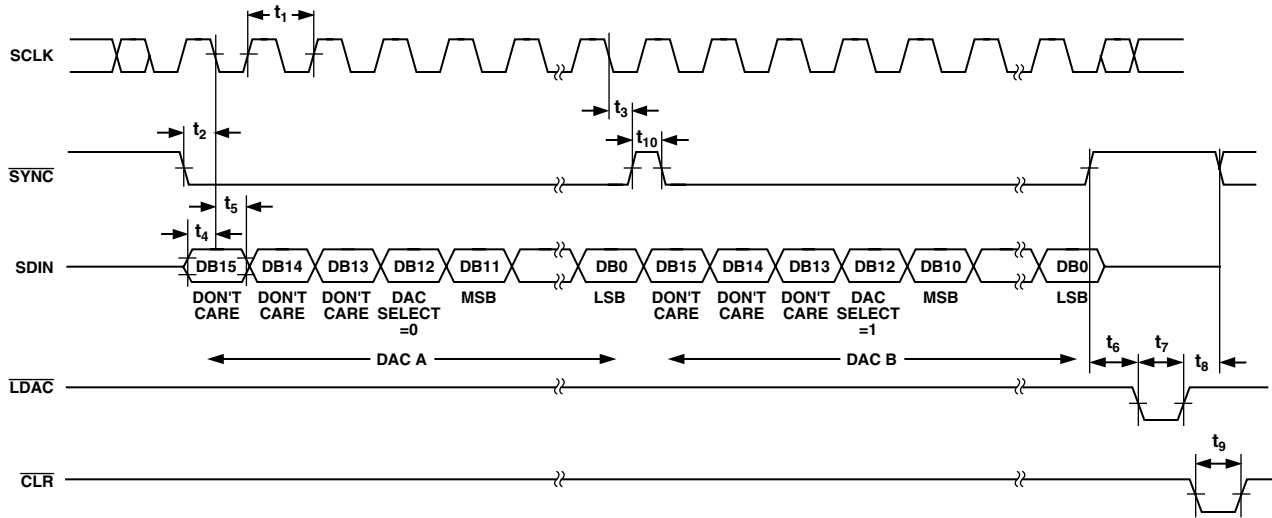 t1
SCLK
t3
t2
t10
SYNC
t5
t4
SDIN
DB15 DB14 DB13 DB12 DB11 DB0 DB15 DB14 DB13 DB12 DB10 DB0
DON'T CARE
DON'T CARE
DON'T CARE
DAC SELECT =0
MSB
LSB
DON'T CARE
DON'T CARE
DON'T CARE
DAC SELECT =1
MSB
LSB
DAC A
DAC B
t6
t7
t8
LDAC
t9
CLR